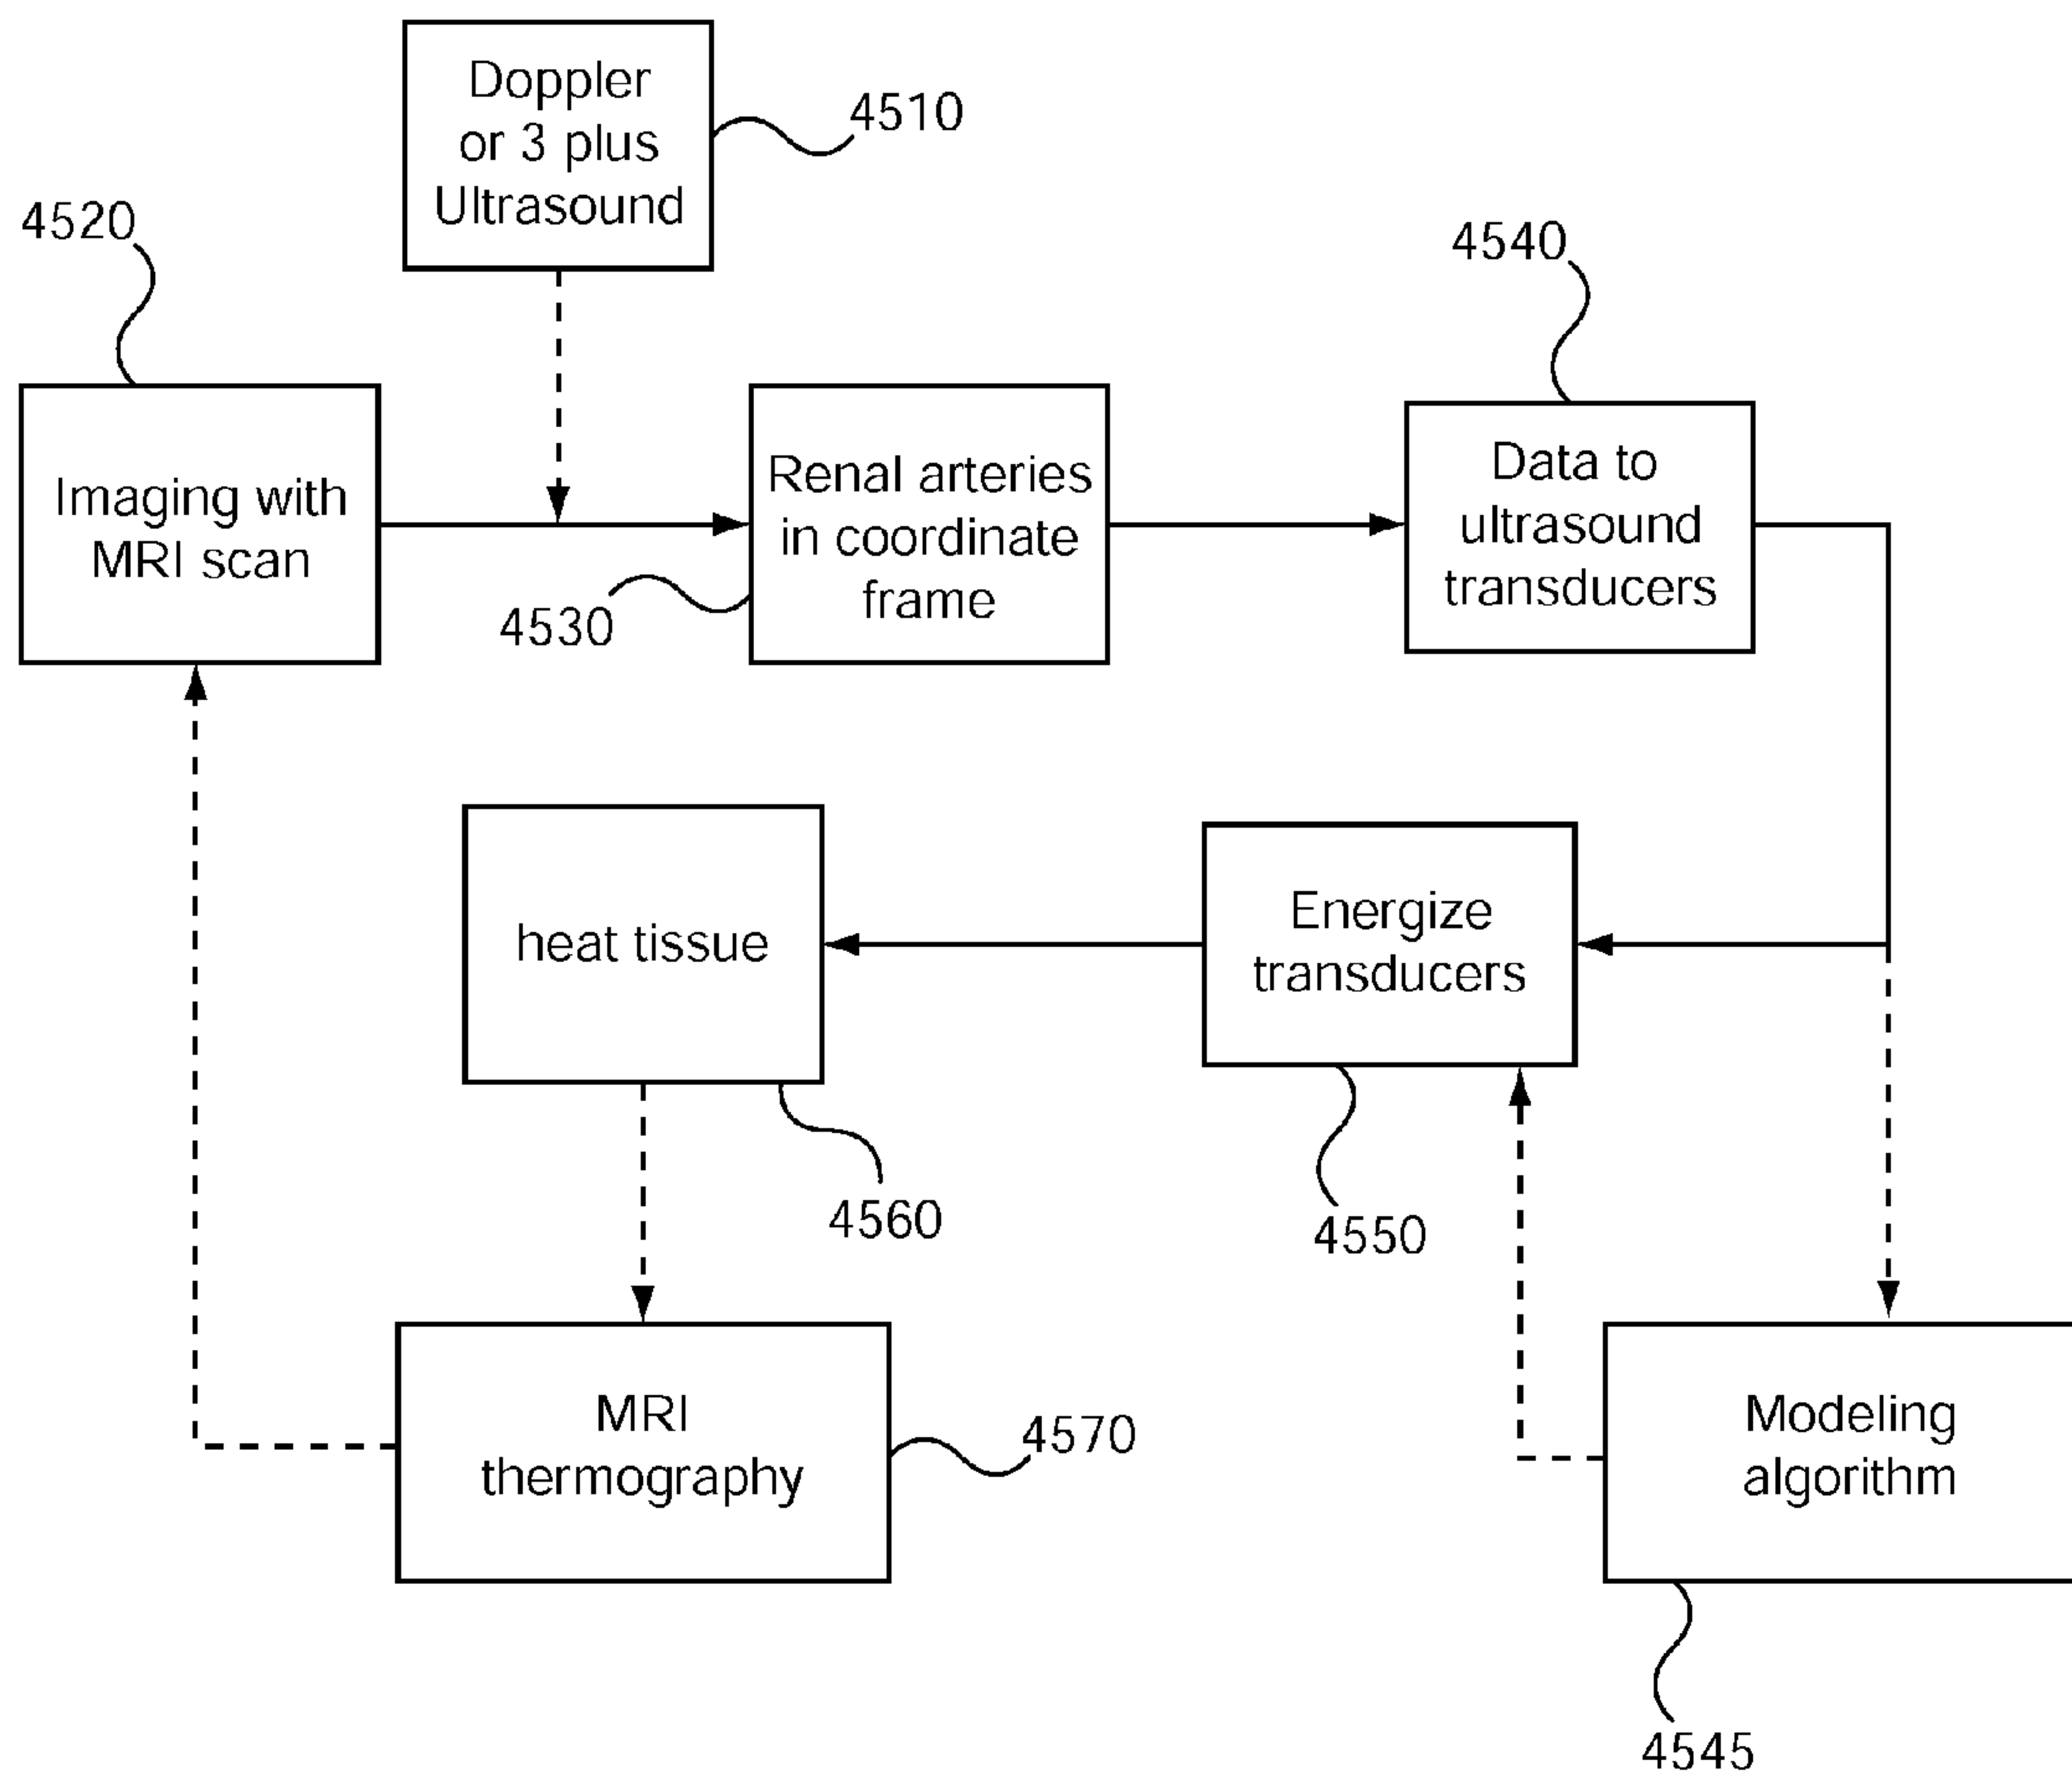 Doppler
or 3 plus
Ultrasound
4510
4520
4540
Imaging with
MRI scan
4530
Renal arteries
in coordinate
frame
Data to
ultrasound
transducers
heat tissue
4560
Energize
transducers
4550
MRI
thermography
4570
Modeling
algorithm
4545